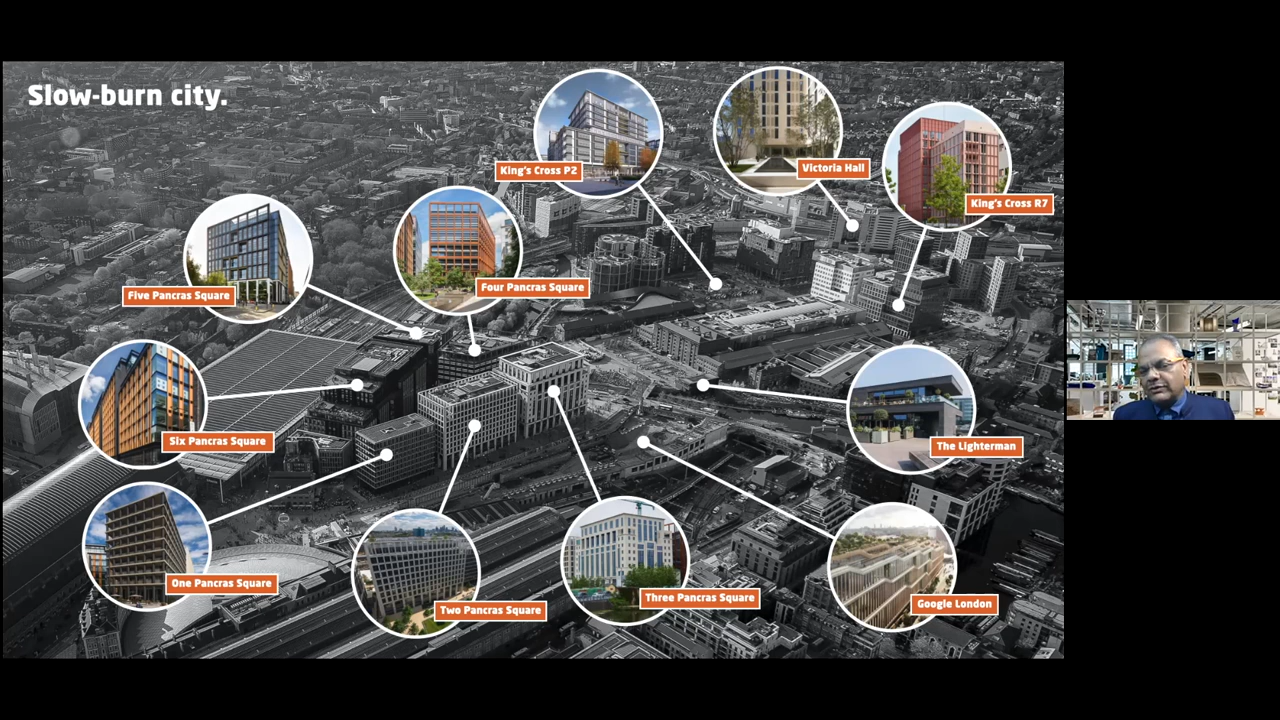 Slow-burn city.
King's Cross P2
Victoria Hall
King's Cross R7
Five Pancras Square
Four Pancras Square
Six Pancras Square
The Lighterman
One Pancras Square
Two Pancras Square
Three Pancras Square
Google London